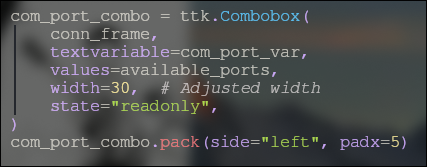 com_port_combo = ttk.Combobox(
    conn_frame,
    textvariable=com_port_var,
    values=available_ports,
    width=30,  # Adjusted width
    state="readonly",
)
com_port_combo.pack(side="left", padx=5)